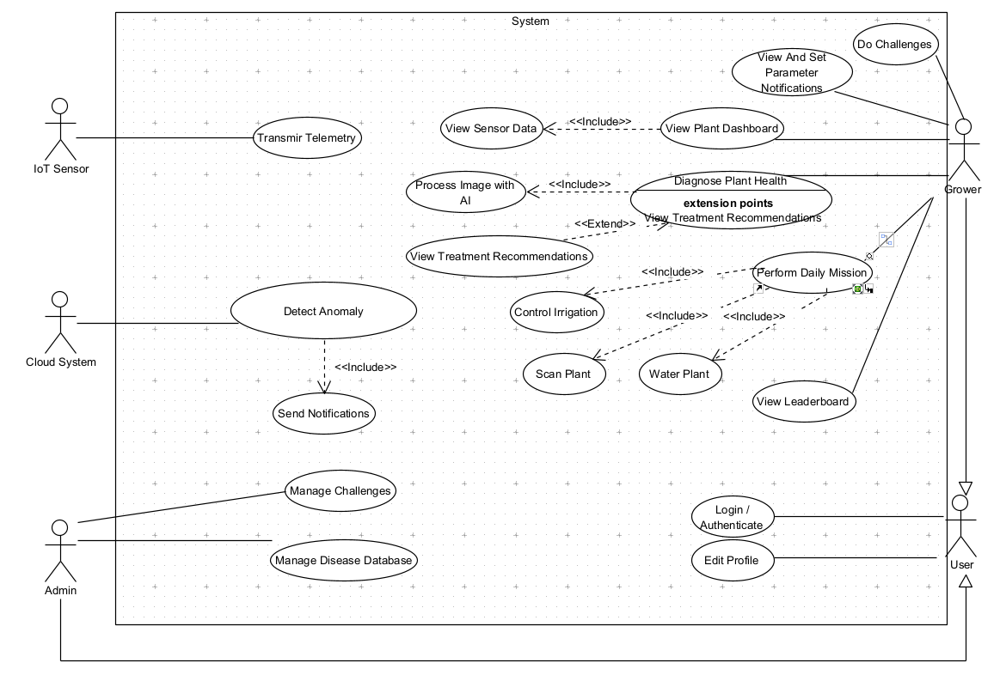 System
Do Challenges
View And Set
Parameter
Notifications
IoT Sensor
Transmir Telemetry
View Sensor Data
<<Include>>
View Plant Dashboard
Grower
Process Image with
AI
<<Include>>
Diagnose Plant Health
extension points
View Treatment Recommendations
<<Extend>>
View Treatment Recommendations
<<Include>>
Perform Daily Mission
Control Irrigation
<<Include>>
<<Include>>
Scan Plant
Water Plant
View Leaderboard
Cloud System
Detect Anomaly
<<Include>>
Send Notifications
Manage Challenges
Admin
Manage Disease Database
Login /
Authenticate
Edit Profile
User